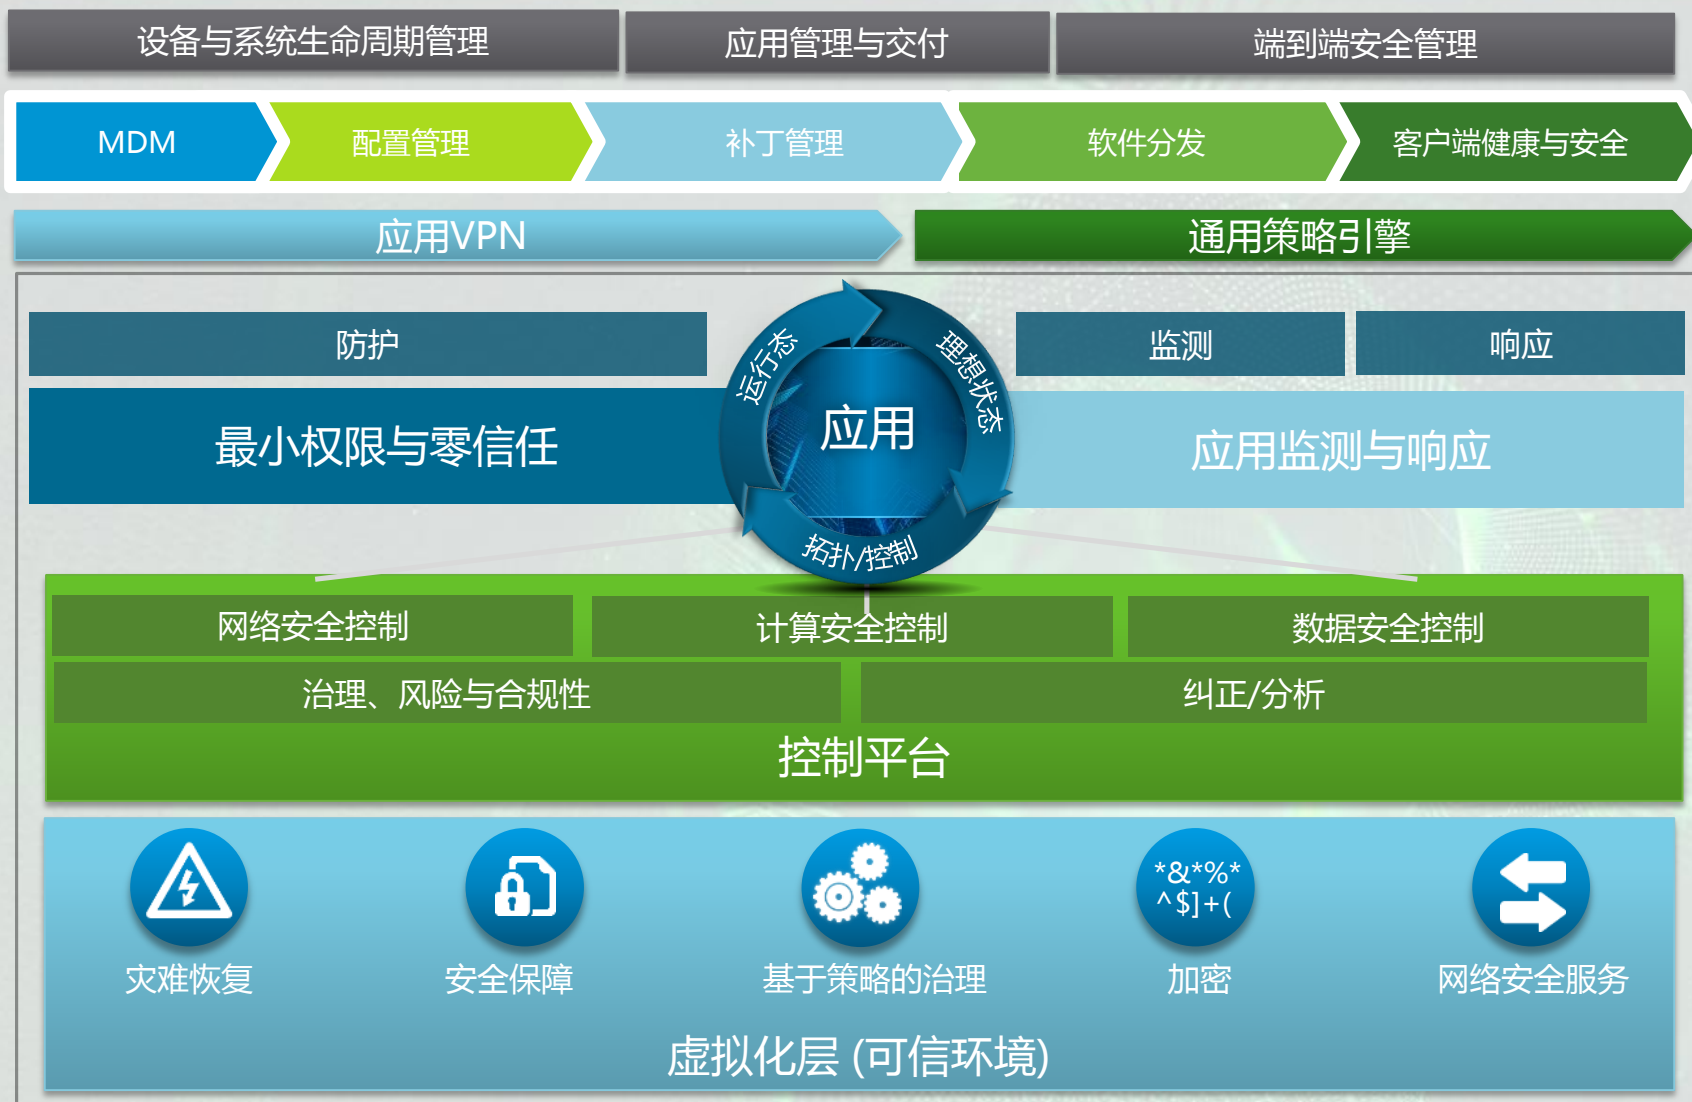 设备与系统生命周期管理
应用管理与交付
端到端安全管理
MDM
配置管理
补丁管理
软件分发
客户端健康与安全
应用VPN
通用策略引擎
防护
监测
响应
运行态
理想状态
拓扑/控制
应用
最小权限与零信任
应用监测与响应
网络安全控制
计算安全控制
数据安全控制
治理、风险与合规性
纠正/分析
控制平台
*&*%*
^$]+(
灾难恢复
安全保障
基于策略的治理
加密
网络安全服务
虚拟化层 (可信环境)